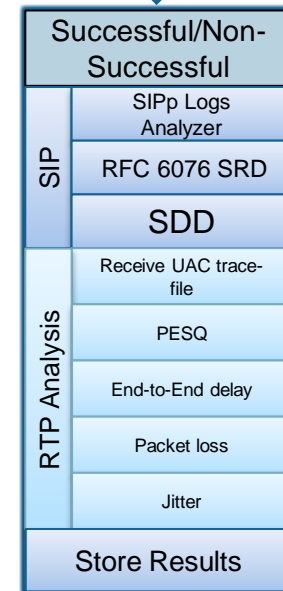 Successful/Non-
Successful
SIP
SIPp Logs
Analyzer
RFC 6076 SRD
SDD
RTP Analysis
Receive UAC trace-
file
PESQ
End-to-End delay
Packet loss
Jitter
Store Results